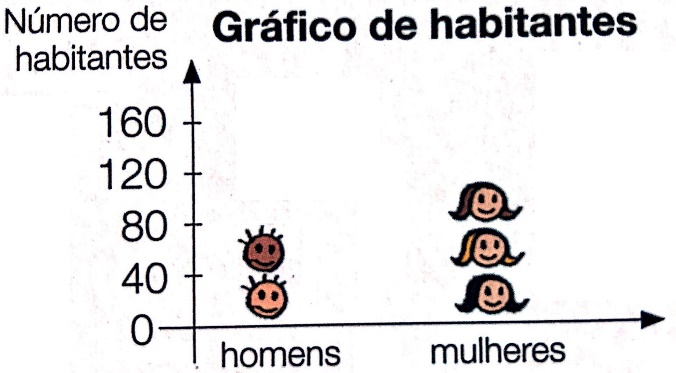 Número de
habitantes
Gráfico de habitantes
160
120
80
40
0
homens
mulheres